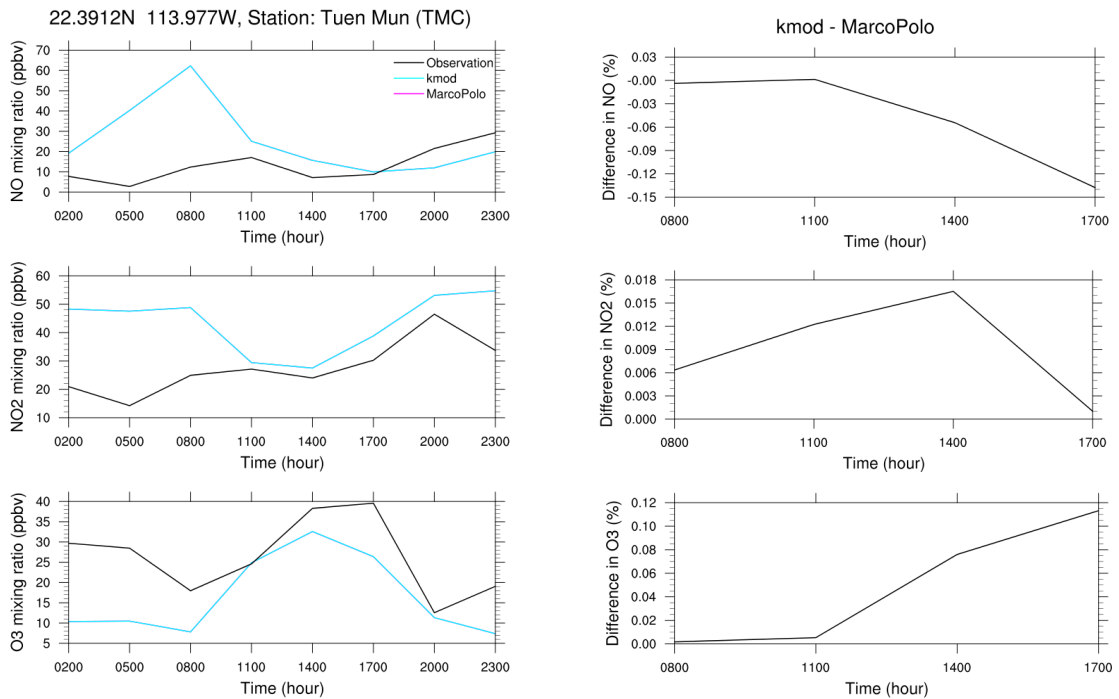 22.3912N 113.977W, Station: Tuen Mun (TMC)
NO mixing ratio (ppbv)
70
60
50
40
30
20
10
0
Observation
kmod
MarcoPolo
0200 0500 0800 1100 1400 1700 2000 2300
Time (hour)
NO2 mixing ratio (ppbv)
60
50
40
30
20
10
0200 0500 0800 1100 1400 1700 2000 2300
Time (hour)
O3 mixing ratio (ppbv)
40
35
30
25
20
15
10
5
0200 0500 0800 1100 1400 1700 2000 2300
Time (hour)
kmod - MarcoPolo
Difference in NO (%)
0.03
-0.00
-0.03
-0.06
-0.09
-0.12
-0.15
0800 1100 1400 1700
Time (hour)
Difference in NO2 (%)
0.018
0.015
0.012
0.009
0.006
0.003
0.000
0800 1100 1400 1700
Time (hour)
Difference in O3 (%)
0.12
0.10
0.08
0.06
0.04
0.02
0.00
0800 1100 1400 1700
Time (hour)